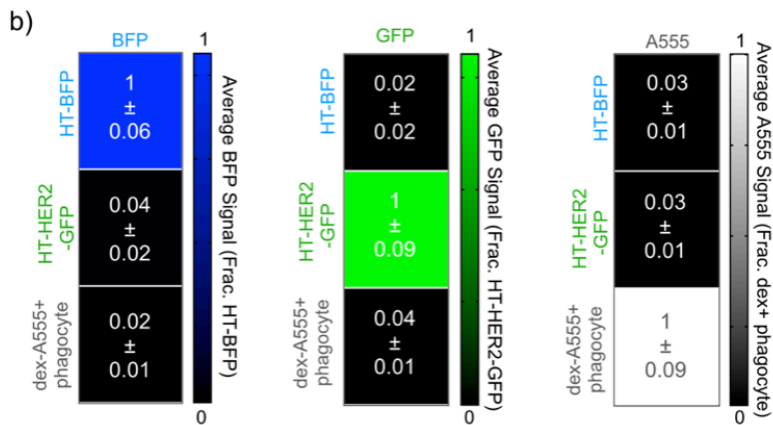 b)
BFP
HT-BFP
HT-HER2
-GFP
dex-A555+
phagocyte
1
±
0.06
0.04
±
0.02
0.02
±
0.01
1
0
Average BFP Signal (Frac. HT-BFP)
GFP
HT-BFP
HT-HER2
-GFP
dex-A555+
phagocyte
0.02
±
0.02
1
±
0.09
0.04
±
0.01
1
0
Average GFP Signal (Frac. HT-HER2-GFP)
A555
HT-BFP
HT-HER2
-GFP
dex-A555+
phagocyte
0.03
±
0.01
0.03
±
0.01
1
±
0.09
1
0
Average A555 Signal (Frac. dex+ phagocyte)